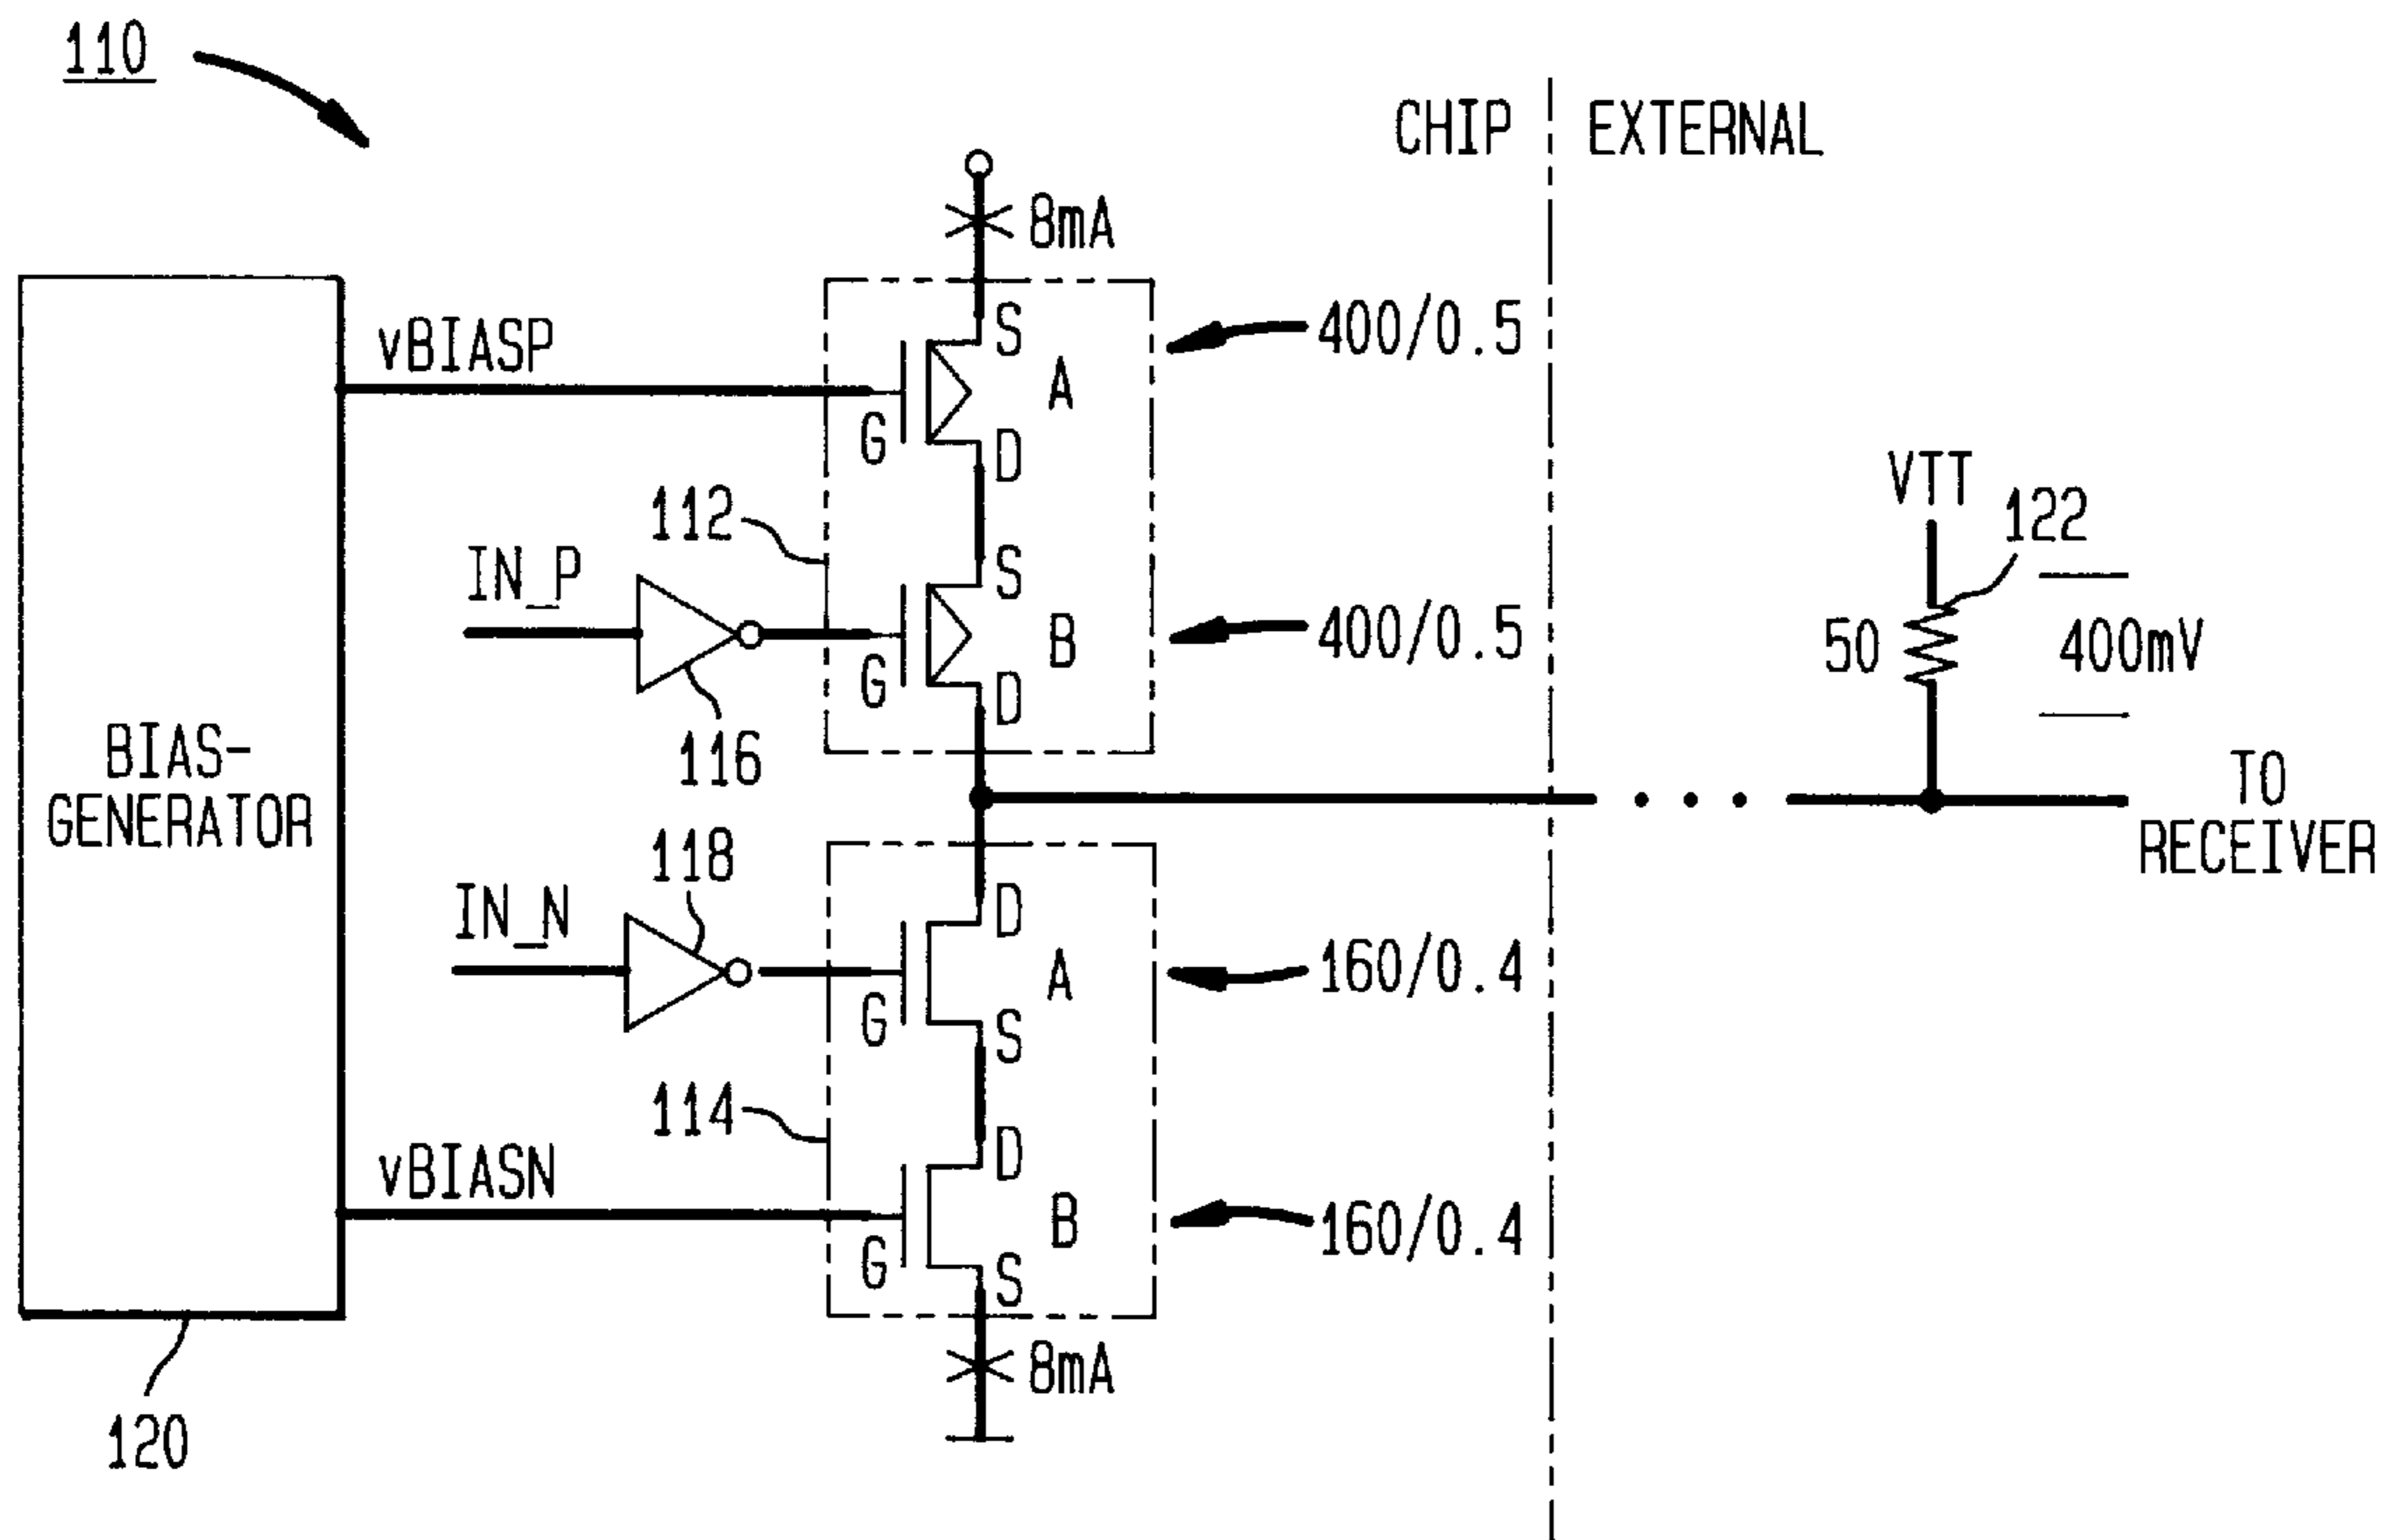 110
CHIP
EXTERNAL
8mA
vBIASP
S
A
G
D
400/0.5
112
IN_P
S
B
G
D
400/0.5
116
VTT
122
50
400mV
BIAS-
GENERATOR
TO
RECEIVER
118
IN_N
D
A
G
S
160/0.4
114
vBIASN
D
B
G
S
160/0.4
8mA
120